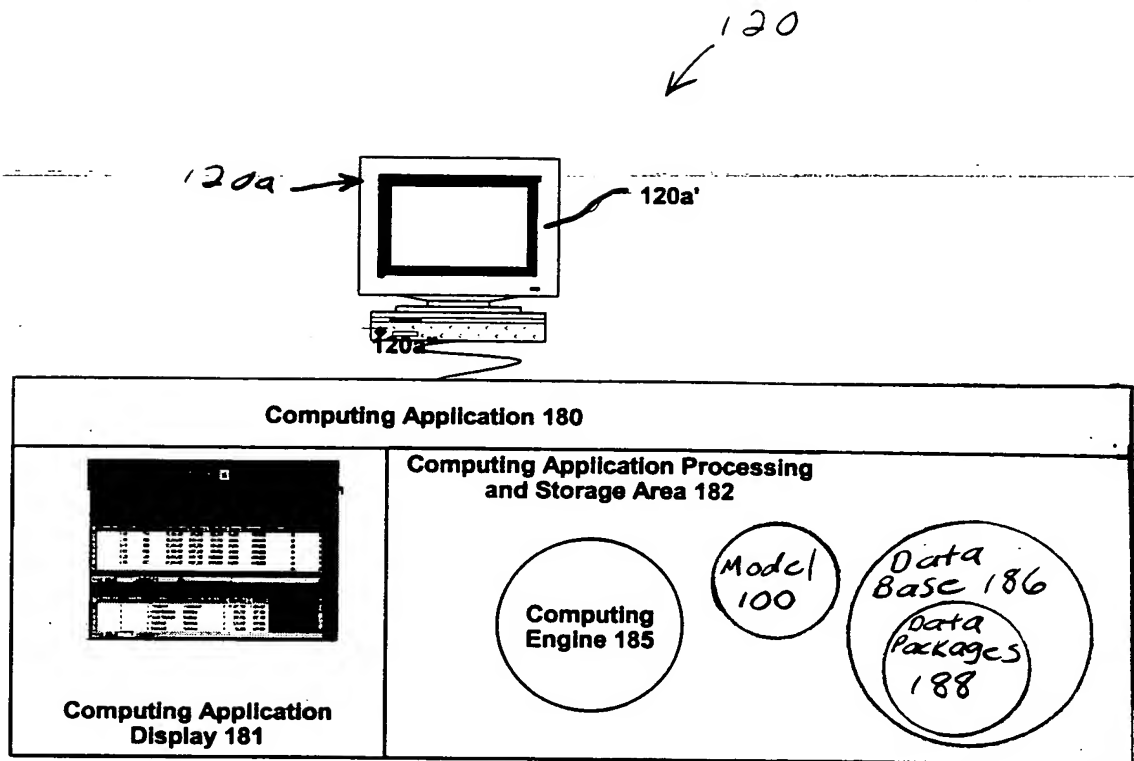 120
120a
120a'
120a"
Computing Application 180
Computing Application Processing
and Storage Area 182
Model
100
Data
Base 186
Data
Packages
188
Computing
Engine 185
Computing Application
Display 181